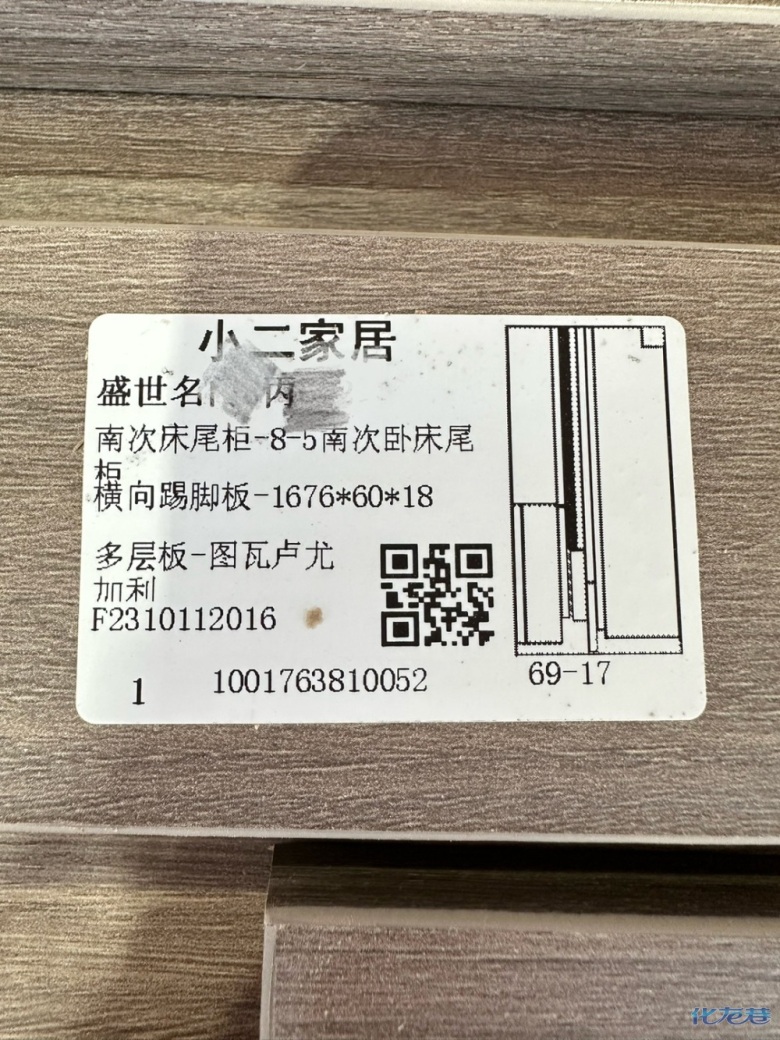 小二家居
盛世名
丙
南次床尾柜-8-5南次卧床尾
柜
横向踢脚板-1676*60*18
多层板-图瓦卢尤
加利
F2310112016
1
1001763810052
69-17
化龙巷